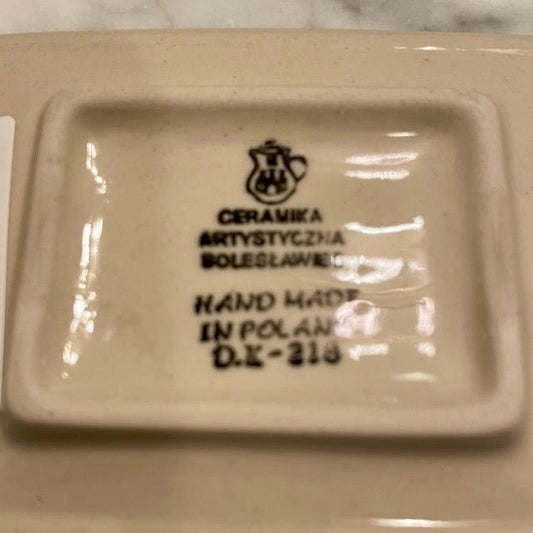 CERAMIKA
ARTYSTYCZNA
BOLESŁAWIEC
HAND MADE
IN POLAND
D.K-218